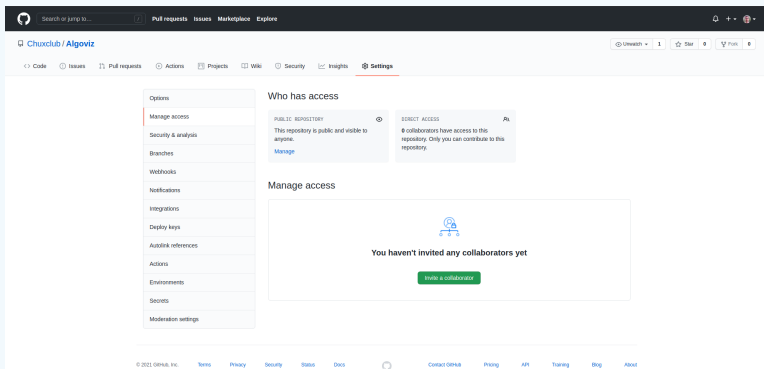 Search or jump to... /
Pull requests Issues Marketplace Explore
Chuxclub / Algoviz
Unwatch 1 Star 0 Fork 0
Code Issues Pull requests Actions Projects Wiki Security Insights Settings
Options
Manage access
Security & analysis
Branches
Webhooks
Notifications
Integrations
Deploy keys
Autolink references
Actions
Environments
Secrets
Moderation settings
Who has access
PUBLIC REPOSITORY
This repository is public and visible to
anyone.
Manage
DIRECT ACCESS
0 collaborators have access to this
repository. Only you can contribute to this
repository.
Manage access
You haven't invited any collaborators yet
Invite a collaborator
© 2021 GitHub, Inc. Terms Privacy Security Status Docs Contact GitHub Pricing API Training Blog About